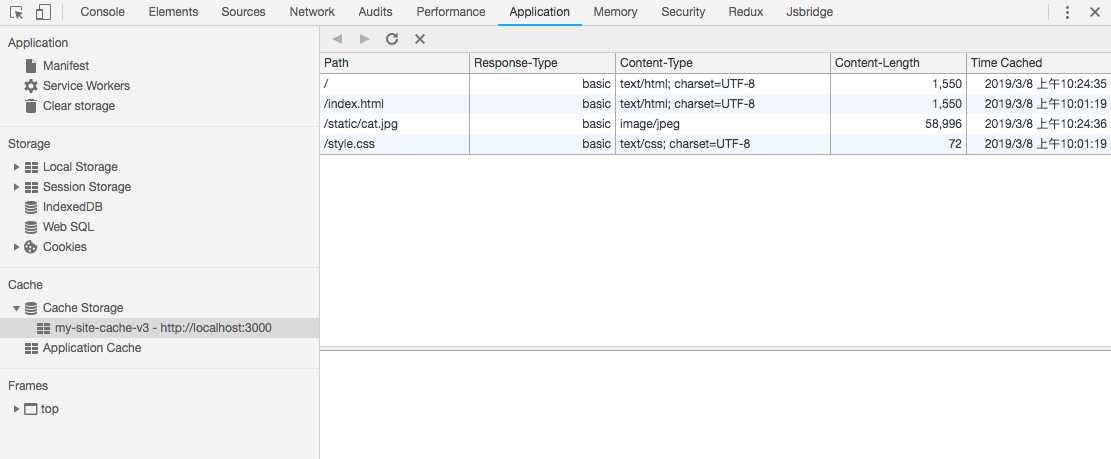 Console Elements Sources Network Audits Performance Application Memory Security Redux Jsbridge
Application
Manifest
Service Workers
Clear storage
Storage
Local Storage
Session Storage
IndexedDB
Web SQL
Cookies
Cache
Cache Storage
my-site-cache-v3 - http://localhost:3000
Application Cache
Frames
top
Path Response-Type Content-Type Content-Length Time Cached
/ basic text/html; charset=UTF-8 1,550 2019/3/8 上午10:24:35
/index.html basic text/html; charset=UTF-8 1,550 2019/3/8 上午10:01:19
/static/cat.jpg basic image/jpeg 58,996 2019/3/8 上午10:24:36
/style.css basic text/css; charset=UTF-8 72 2019/3/8 上午10:01:19